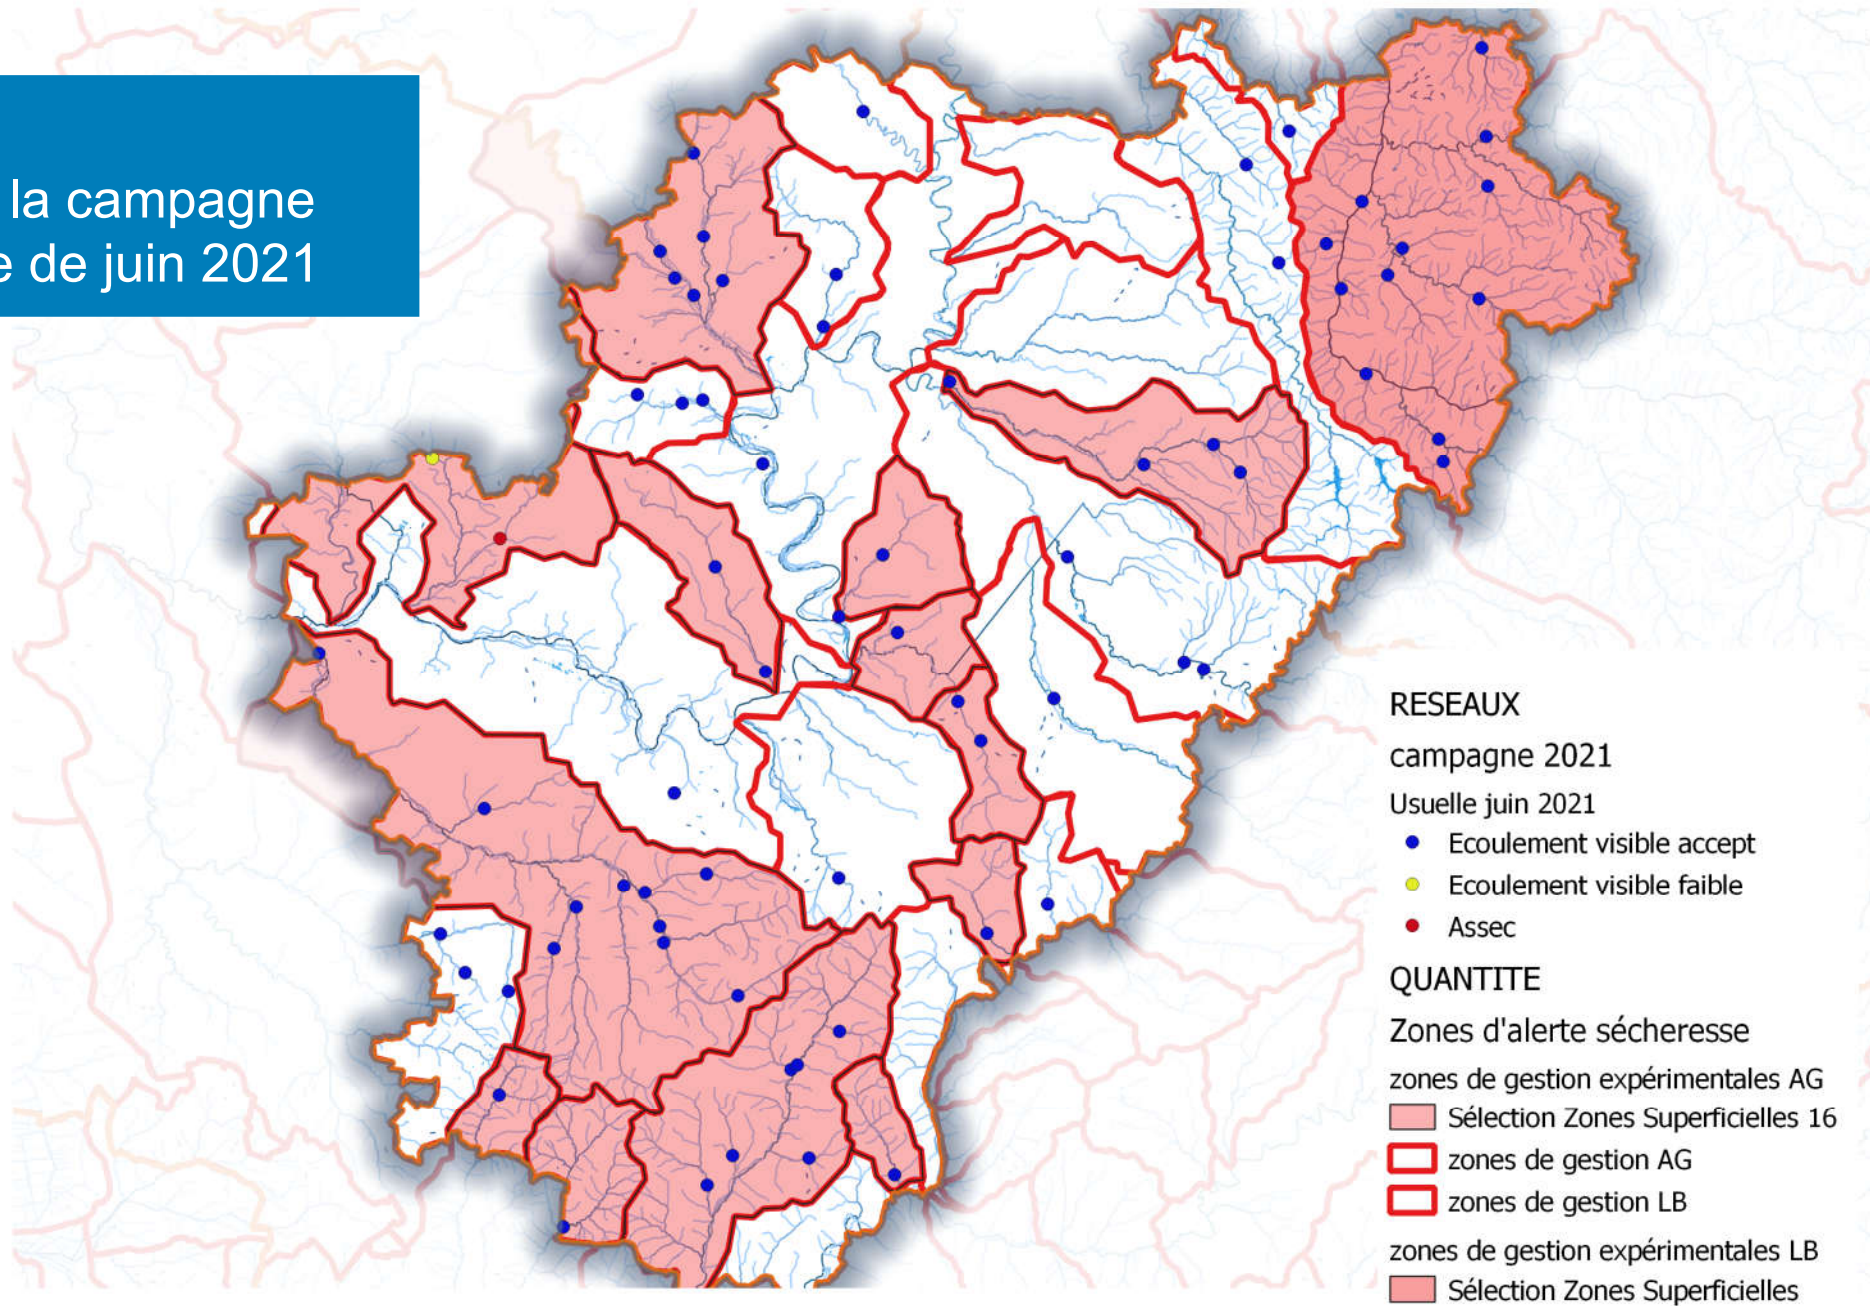 la campagne
e de juin 2021
RESEAUX
campagne 2021
Usuelle juin 2021
Ecoulement visible accept
Ecoulement visible faible
Assec
QUANTITE
Zones d'alerte sécheresse
zones de gestion expérimentales AG
Sélection Zones Superficielles 16
zones de gestion AG
zones de gestion LB
zones de gestion expérimentales LB
Sélection Zones Superficielles